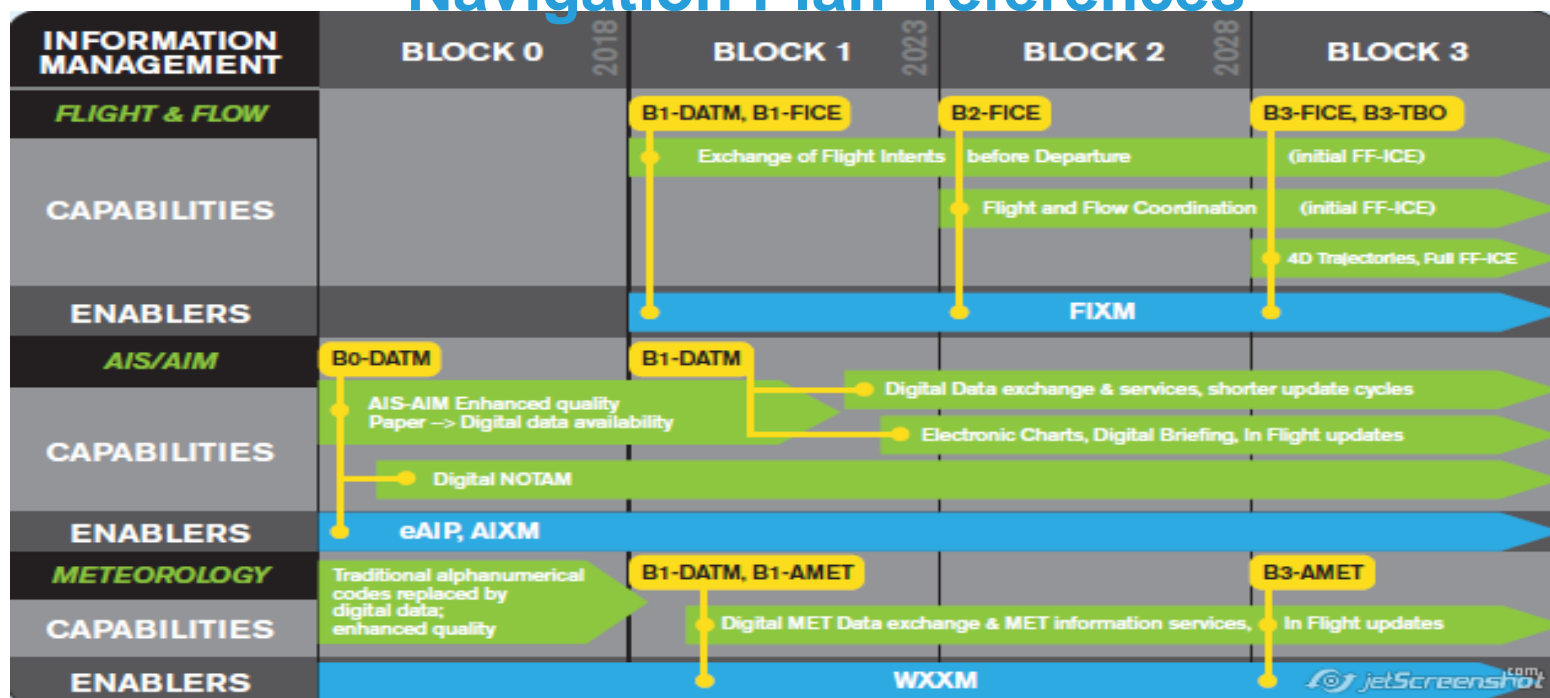 Navigation Plan references
INFORMATION
MANAGEMENT
BLOCK 0
2018
BLOCK 1
2023
BLOCK 2
2028
BLOCK 3
FLIGHT & FLOW
B1-DATM, B1-FICE
B2-FICE
B3-FICE, B3-TBO
Exchange of Flight Intents before Departure (initial FF-ICE)
CAPABILITIES
Flight and Flow Coordination (initial FF-ICE)
4D Trajectories, Full FF-ICE
ENABLERS
FIXM
AIS/AIM
B0-DATM
B1-DATM
Digital Data exchange & services, shorter update cycles
AIS-AIM Enhanced quality
Paper --> Digital data availability
Electronic Charts, Digital Briefing, In Flight updates
CAPABILITIES
Digital NOTAM
ENABLERS
eAIP, AIXM
METEOROLOGY
Traditional alphanumerical
codes replaced by
digital data;
enhanced quality
B1-DATM, B1-AMET
B3-AMET
CAPABILITIES
Digital MET Data exchange & MET information services, In Flight updates
ENABLERS
WXXM
jetScreenshot.com